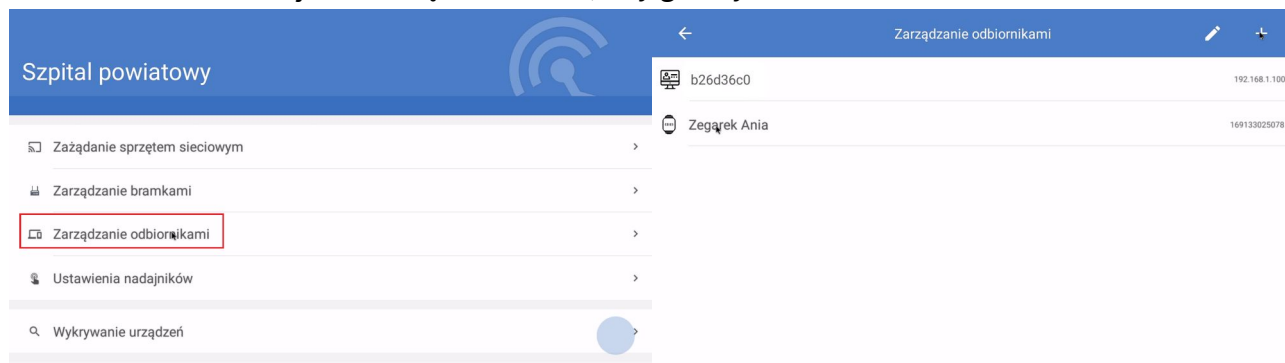 Szpital powiatowy
Zażądanie sprzętem sieciowym
Zarządzanie bramkami
Zarządzanie odbiornikami
Ustawienia nadajników
Wykrywanie urządzeń
Zarządzanie odbiornikami
b26d36c0 192.168.1.100
Zegarek Ania 169133025078